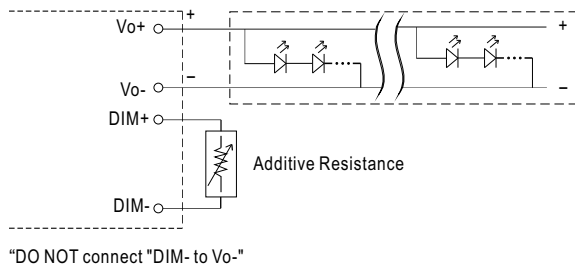 Vo+
+
+
Vo-
−
−
DIM+
Additive Resistance
DIM-
“DO NOT connect "DIM- to Vo-"